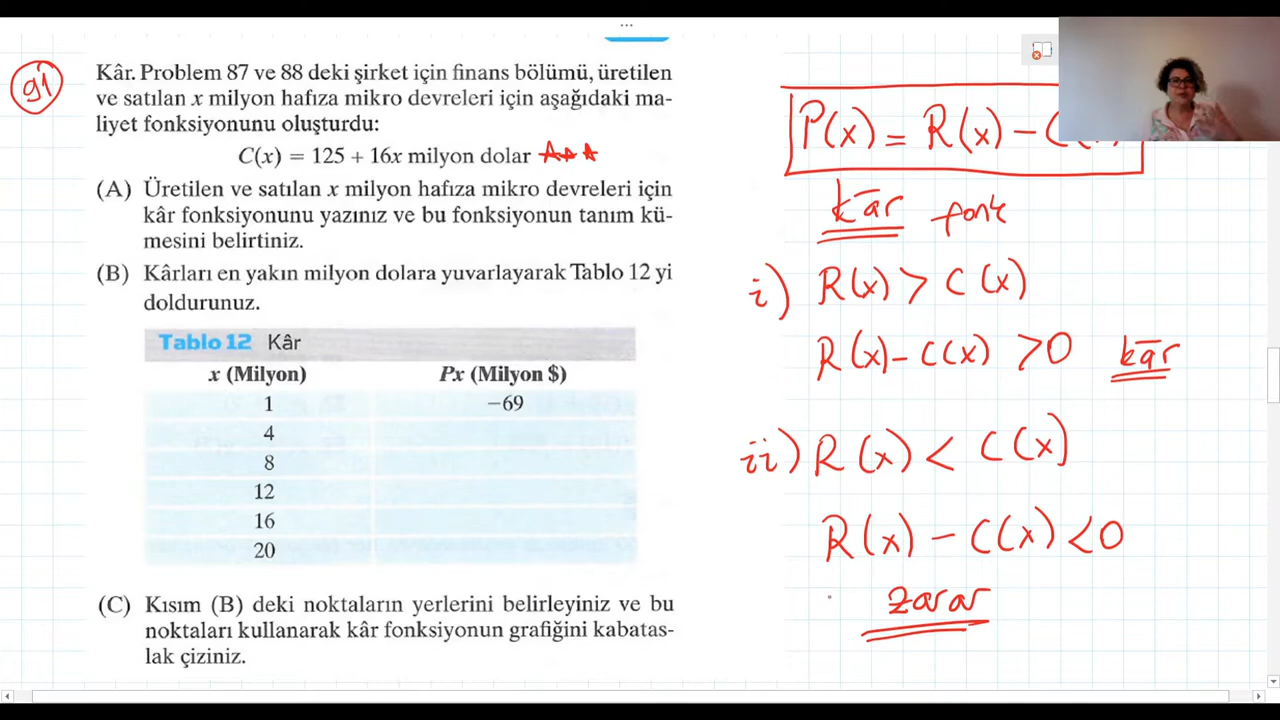 91
Kâr. Problem 87 ve 88 deki şirket için finans bölümü, üretilen
ve satılan x milyon hafıza mikro devreleri için aşağıdaki ma-
liyet fonksiyonunu oluşturdu:
C(x) = 125 + 16x milyon dolar
(A) Üretilen ve satılan x milyon hafıza mikro devreleri için
kâr fonksiyonunu yazınız ve bu fonksiyonun tanım kü-
mesini belirtiniz.
(B) Kârları en yakın milyon dolara yuvarlayarak Tablo 12 yi
doldurunuz.
Tablo 12 Kâr
x (Milyon) Px (Milyon $)
1 −69
4
8
12
16
20
(C) Kısım (B) deki noktaların yerlerini belirleyiniz ve bu
noktaları kullanarak kâr fonksiyonun grafiğini kabatas-
lak çiziniz.
P(x) = R(x) − C
kâr fonk
i) R(x) > C(x)
R(x) − C(x) > 0 kâr
ii) R(x) < C(x)
R(x) − C(x) < 0
zarar